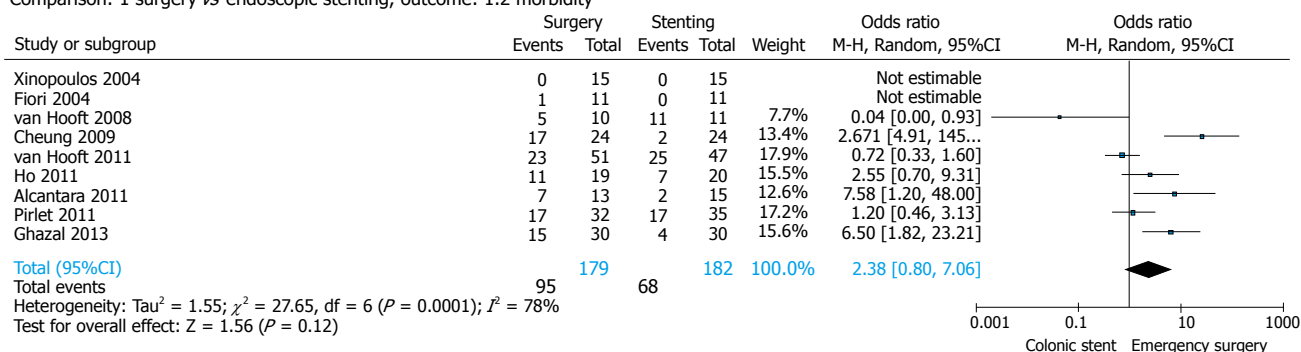 Comparison: 1 surgery vs endoscopic stenting, outcome: 1.2 morbidity
Surgery Stenting Odds ratio Odds ratio
Study or subgroup Events Total Events Total Weight M-H, Random, 95%CI M-H, Random, 95%CI
Xinopoulos 2004 0 15 0 15 Not estimable
Fiori 2004 1 11 0 11 Not estimable
van Hooft 2008 5 10 11 11 7.7% 0.04 [0.00, 0.93]
Cheung 2009 17 24 2 24 13.4% 2.671 [4.91, 145...
van Hooft 2011 23 51 25 47 17.9% 0.72 [0.33, 1.60]
Ho 2011 11 19 7 20 15.5% 2.55 [0.70, 9.31]
Alcantara 2011 7 13 2 15 12.6% 7.58 [1.20, 48.00]
Pirlet 2011 17 32 17 35 17.2% 1.20 [0.46, 3.13]
Ghazal 2013 15 30 4 30 15.6% 6.50 [1.82, 23.21]
Total (95%CI) 179 182 100.0% 2.38 [0.80, 7.06]
Total events 95 68
Heterogeneity: Tau² = 1.55; χ² = 27.65, df = 6 (P = 0.0001); I² = 78%
Test for overall effect: Z = 1.56 (P = 0.12)
0.001 0.1 10 1000
Colonic stent Emergency surgery